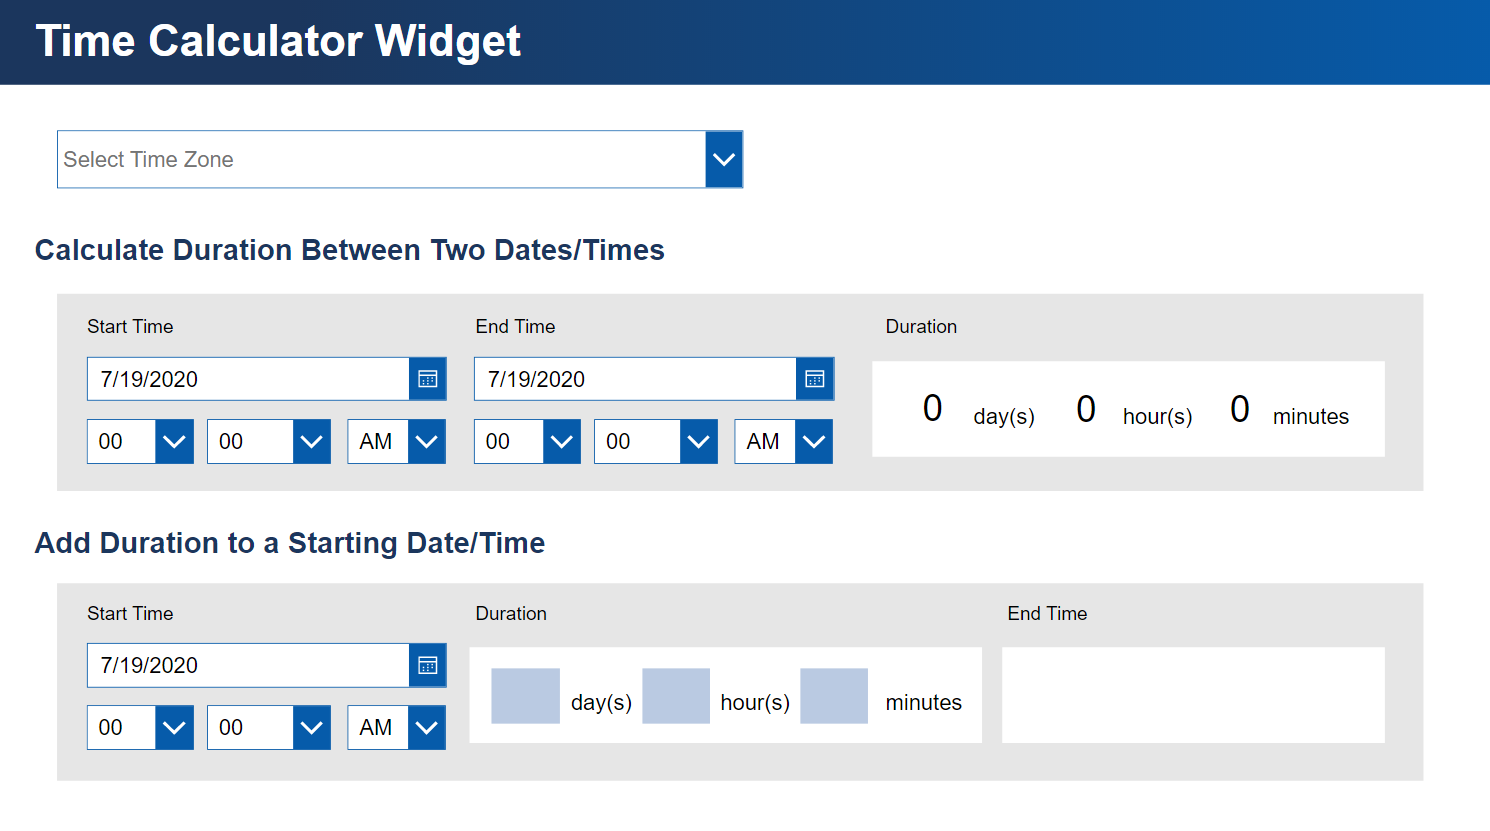 Time Calculator Widget
Select Time Zone
Calculate Duration Between Two Dates/Times
Start Time End Time Duration
7/19/2020 7/19/2020
0 day(s) 0 hour(s) 0 minutes
00 00 AM 00 00 AM
Add Duration to a Starting Date/Time
Start Time Duration End Time
7/19/2020
day(s) hour(s) minutes
00 00 AM